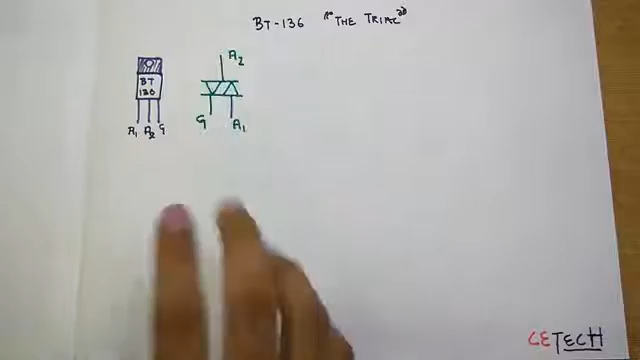 BT-136 "THE TRIAC"
A2
BT
136
G
A1
A1 A2 G
CETECH